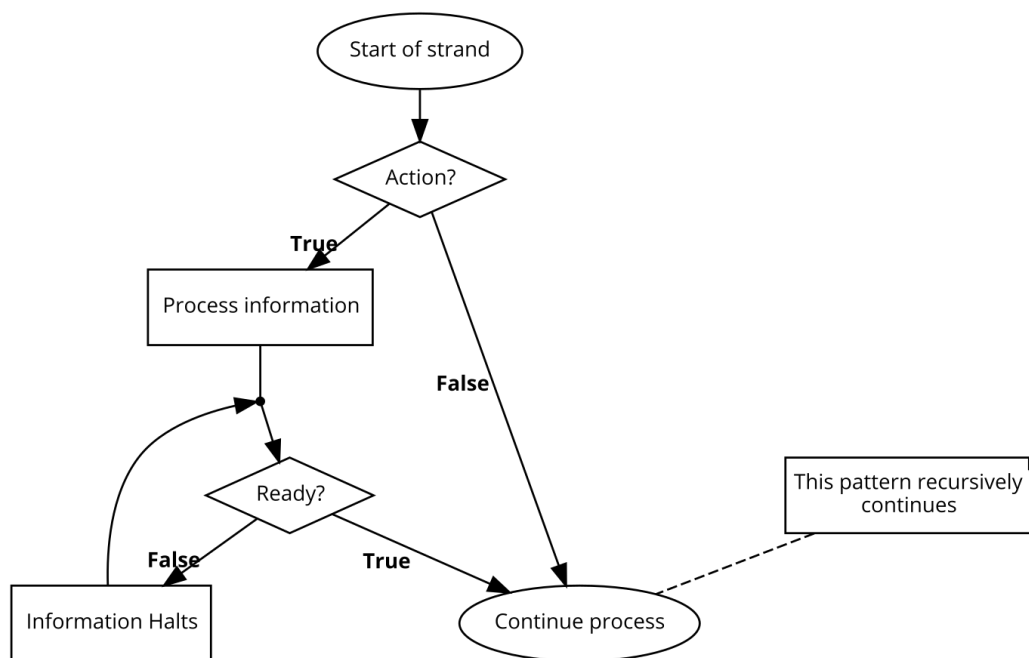 Start of strand
Action?
True
Process information
False
Ready?
This pattern recursively
continues
False
True
Information Halts
Continue process